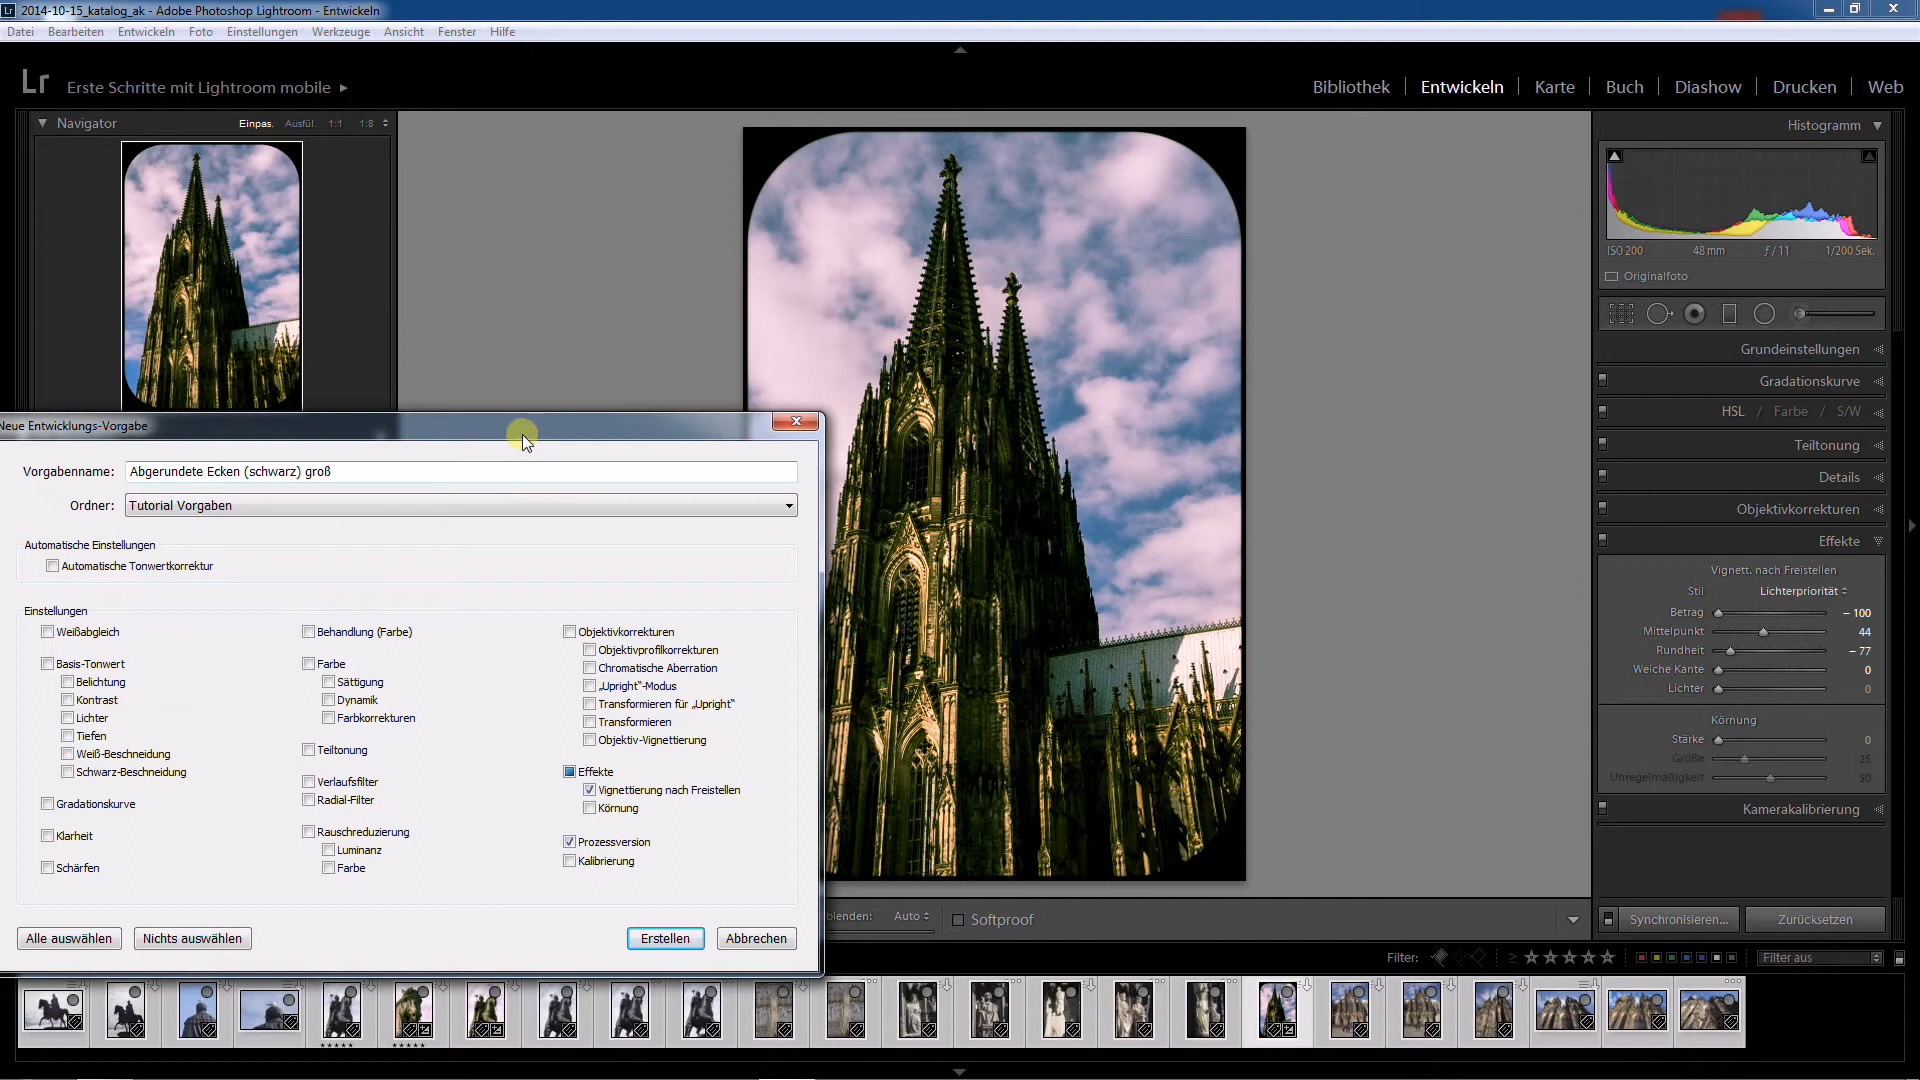 2014-10-15_katalog_ak - Adobe Photoshop Lightroom - Entwickeln
Datei Bearbeiten Entwickeln Foto Einstellungen Werkzeuge Ansicht Fenster Hilfe
Lr Erste Schritte mit Lightroom mobile
Bibliothek Entwickeln Karte Buch Diashow Drucken Web
Navigator Einpas. Ausfül. 1:1 1:8
Histogramm
ISO 200 48 mm ƒ / 11 1/200 Sek.
Originalfoto
Grundeinstellungen
Gradationskurve
HSL / Farbe / S/W
Teiltonung
Details
Objektivkorrekturen
Effekte
Vignett. nach Freistellen
Stil Lichterpriorität
Betrag – 100
Mittelpunkt 44
Rundheit – 77
Weiche Kante 0
Lichter 0
Körnung
Stärke 0
Größe 25
Unregelmäßigkeit 50
Kamerakalibrierung
Synchronisieren... Zurücksetzen
Neue Entwicklungs-Vorgabe
Vorgabenname: Abgerundete Ecken (schwarz) groß
Ordner: Tutorial Vorgaben
Automatische Einstellungen
Automatische Tonwertkorrektur
Einstellungen
Weißabgleich
Basis-Tonwert
Belichtung
Kontrast
Lichter
Tiefen
Weiß-Beschneidung
Schwarz-Beschneidung
Gradationskurve
Klarheit
Schärfen
Behandlung (Farbe)
Farbe
Sättigung
Dynamik
Farbkorrekturen
Teiltonung
Verlaufsfilter
Radial-Filter
Rauschreduzierung
Luminanz
Farbe
Objektivkorrekturen
Objektivprofilkorrekturen
Chromatische Aberration
„Upright“-Modus
Transformieren für „Upright“
Transformieren
Objektiv-Vignettierung
Effekte
Vignettierung nach Freistellen
Körnung
Prozessversion
Kalibrierung
Alle auswählen Nichts auswählen Erstellen Abbrechen
blenden: Auto Softproof
Filter: Filter aus